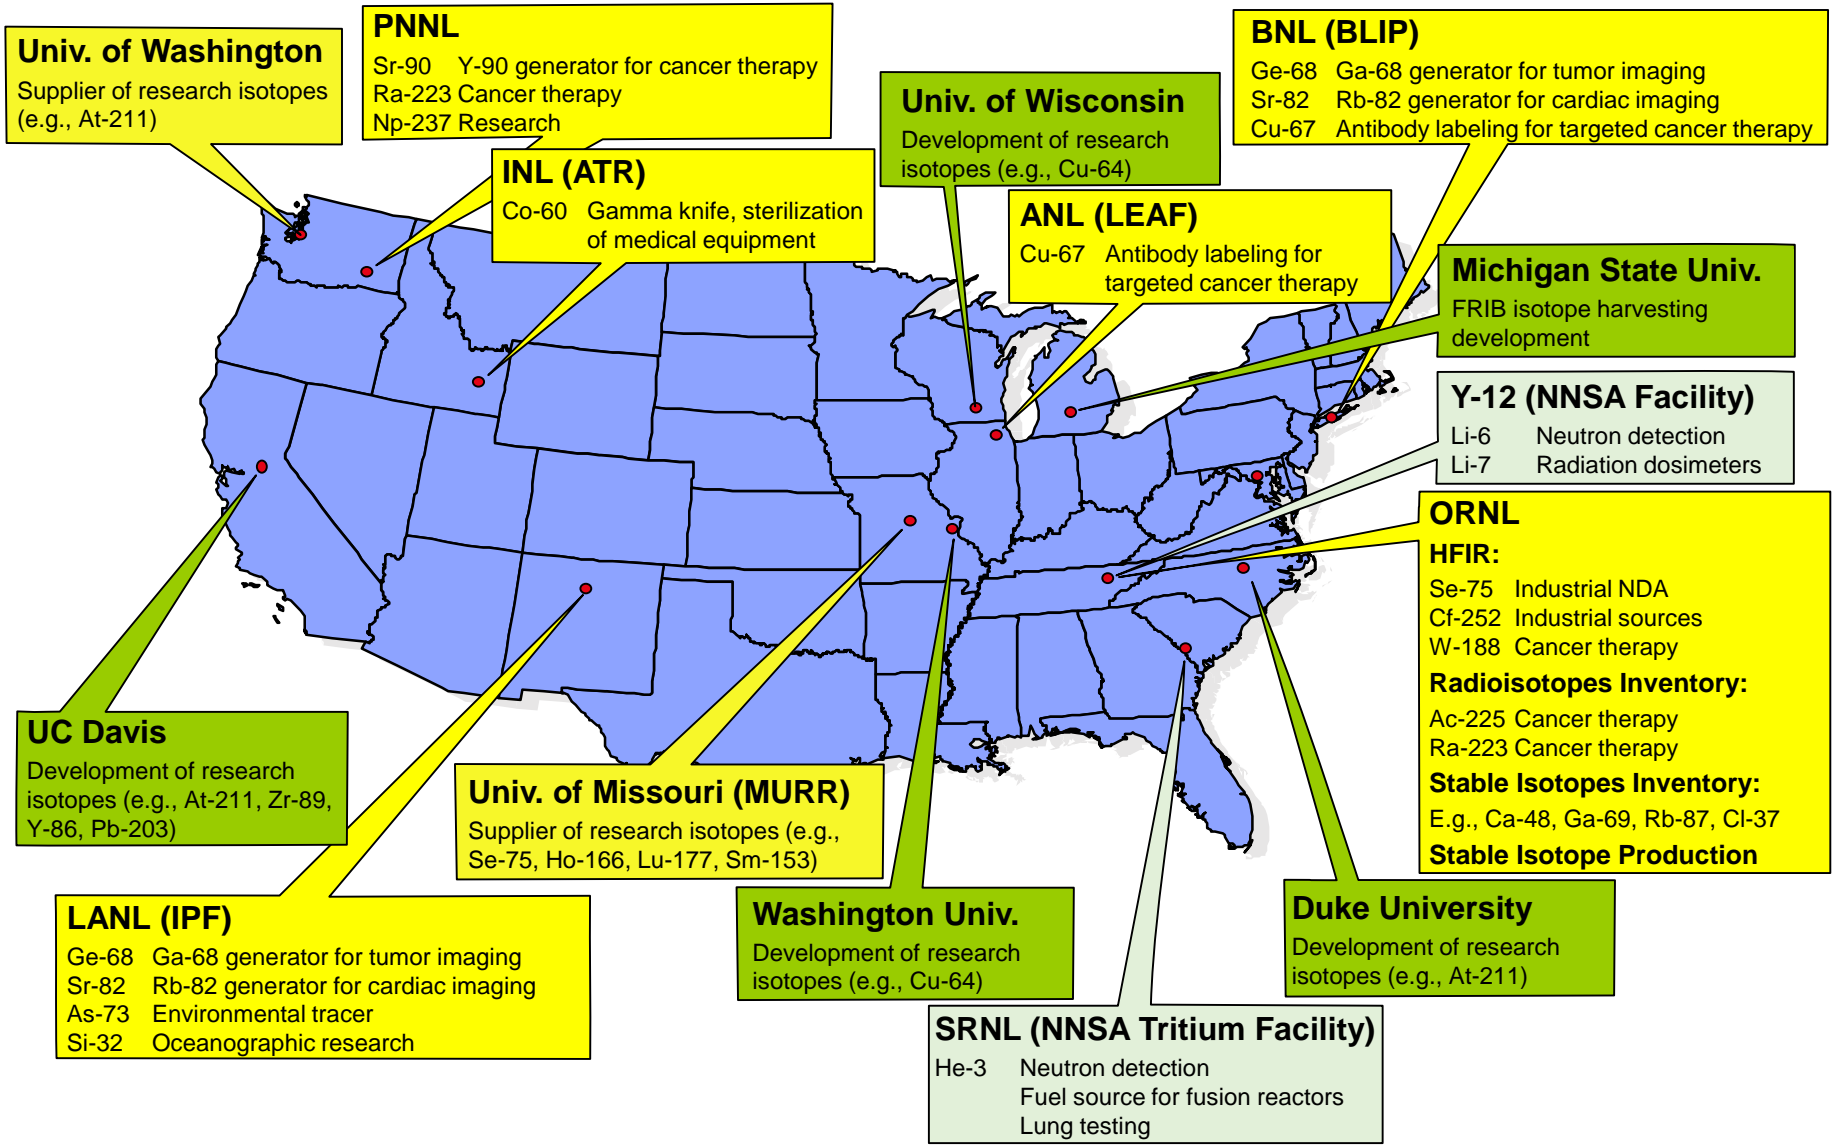 Univ. of Washington
Supplier of research isotopes
(e.g., At-211)
PNNL
Sr-90 Y-90 generator for cancer therapy
Ra-223 Cancer therapy
Np-237 Research
INL (ATR)
Co-60 Gamma knife, sterilization
of medical equipment
Univ. of Wisconsin
Development of research
isotopes (e.g., Cu-64)
ANL (LEAF)
Cu-67 Antibody labeling for
targeted cancer therapy
BNL (BLIP)
Ge-68 Ga-68 generator for tumor imaging
Sr-82 Rb-82 generator for cardiac imaging
Cu-67 Antibody labeling for targeted cancer therapy
Michigan State Univ.
FRIB isotope harvesting
development
Y-12 (NNSA Facility)
Li-6 Neutron detection
Li-7 Radiation dosimeters
ORNL
HFIR:
Se-75 Industrial NDA
Cf-252 Industrial sources
W-188 Cancer therapy
Radioisotopes Inventory:
Ac-225 Cancer therapy
Ra-223 Cancer therapy
Stable Isotopes Inventory:
E.g., Ca-48, Ga-69, Rb-87, Cl-37
Stable Isotope Production
UC Davis
Development of research
isotopes (e.g., At-211, Zr-89,
Y-86, Pb-203)
Univ. of Missouri (MURR)
Supplier of research isotopes (e.g.,
Se-75, Ho-166, Lu-177, Sm-153)
LANL (IPF)
Ge-68 Ga-68 generator for tumor imaging
Sr-82 Rb-82 generator for cardiac imaging
As-73 Environmental tracer
Si-32 Oceanographic research
Washington Univ.
Development of research
isotopes (e.g., Cu-64)
Duke University
Development of research
isotopes (e.g., At-211)
SRNL (NNSA Tritium Facility)
He-3 Neutron detection
Fuel source for fusion reactors
Lung testing